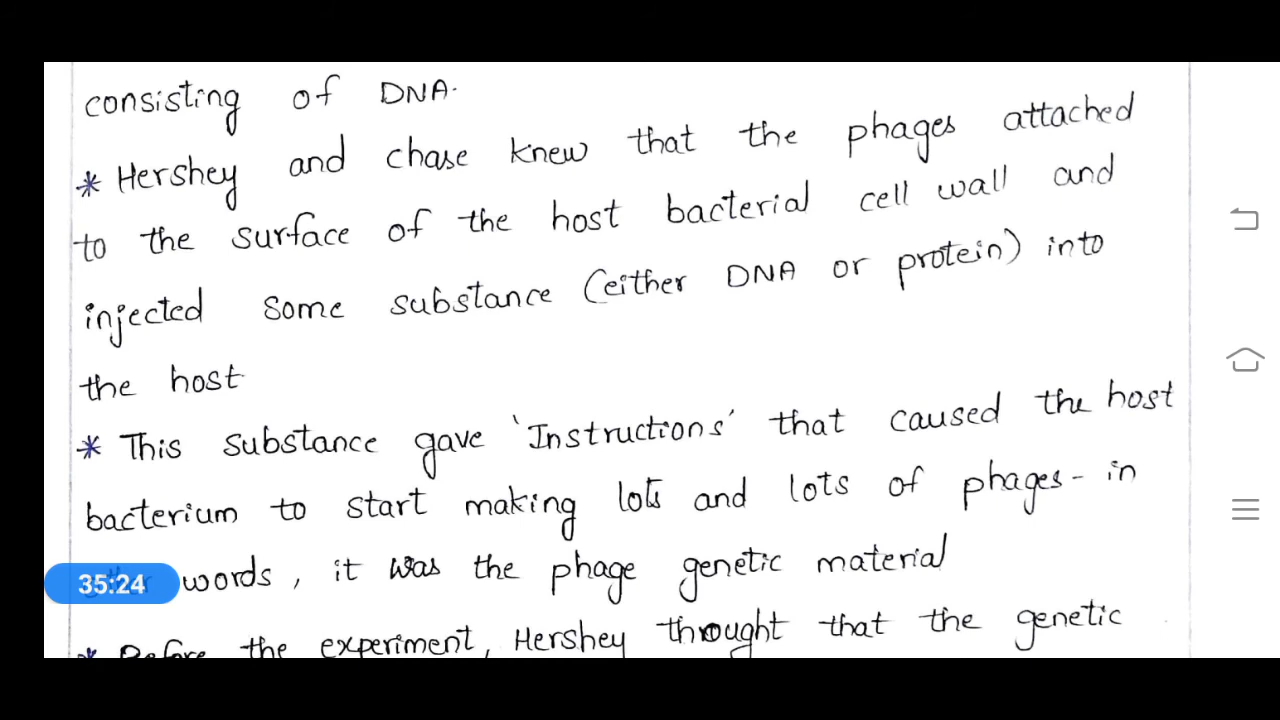 consisting of DNA.
* Hershey and chase knew that the phages attached
to the surface of the host bacterial cell wall and
injected some substance (either DNA or protein) into
the host
* This substance gave 'Instructions' that caused the host
bacterium to start making lots and lots of phages - in
words, it was the phage genetic material
35:24
* Before the experiment, Hershey throught that the genetic